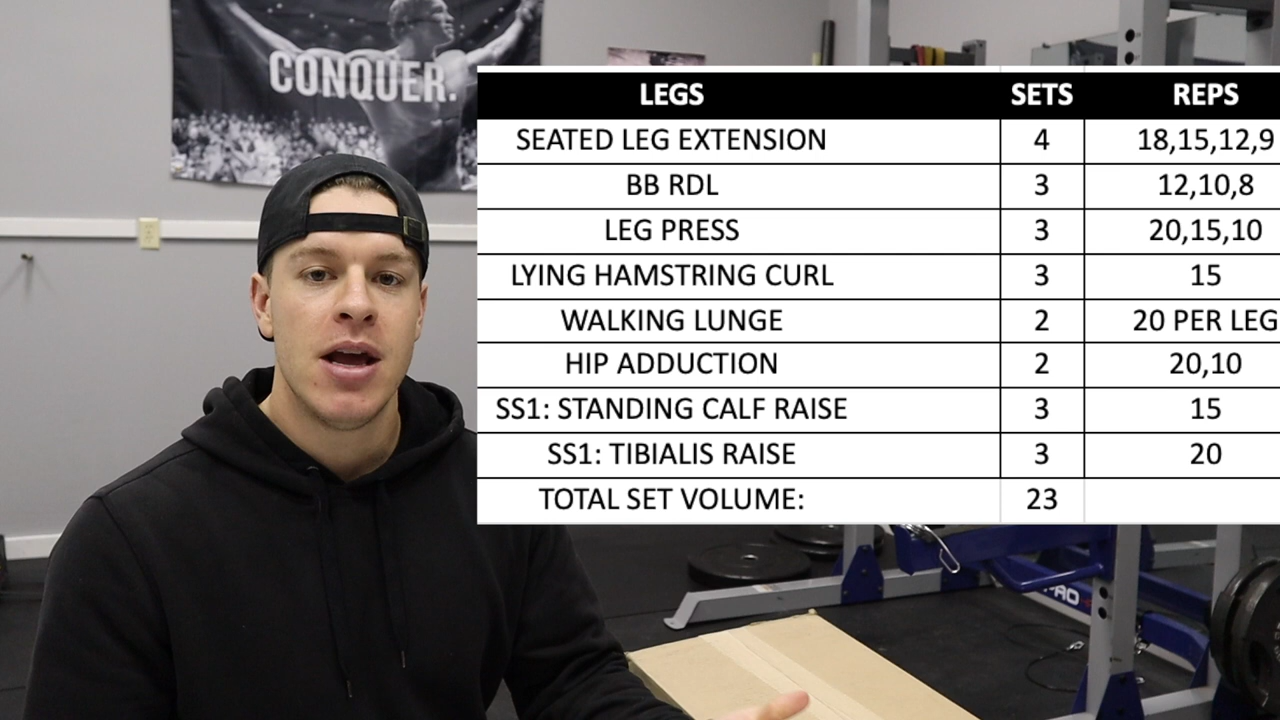 CONQUER.
LEGS SETS REPS
SEATED LEG EXTENSION 4 18,15,12,9
BB RDL 3 12,10,8
LEG PRESS 3 20,15,10
LYING HAMSTRING CURL 3 15
WALKING LUNGE 2 20 PER LEG
HIP ADDUCTION 2 20,10
SS1: STANDING CALF RAISE 3 15
SS1: TIBIALIS RAISE 3 20
TOTAL SET VOLUME: 23